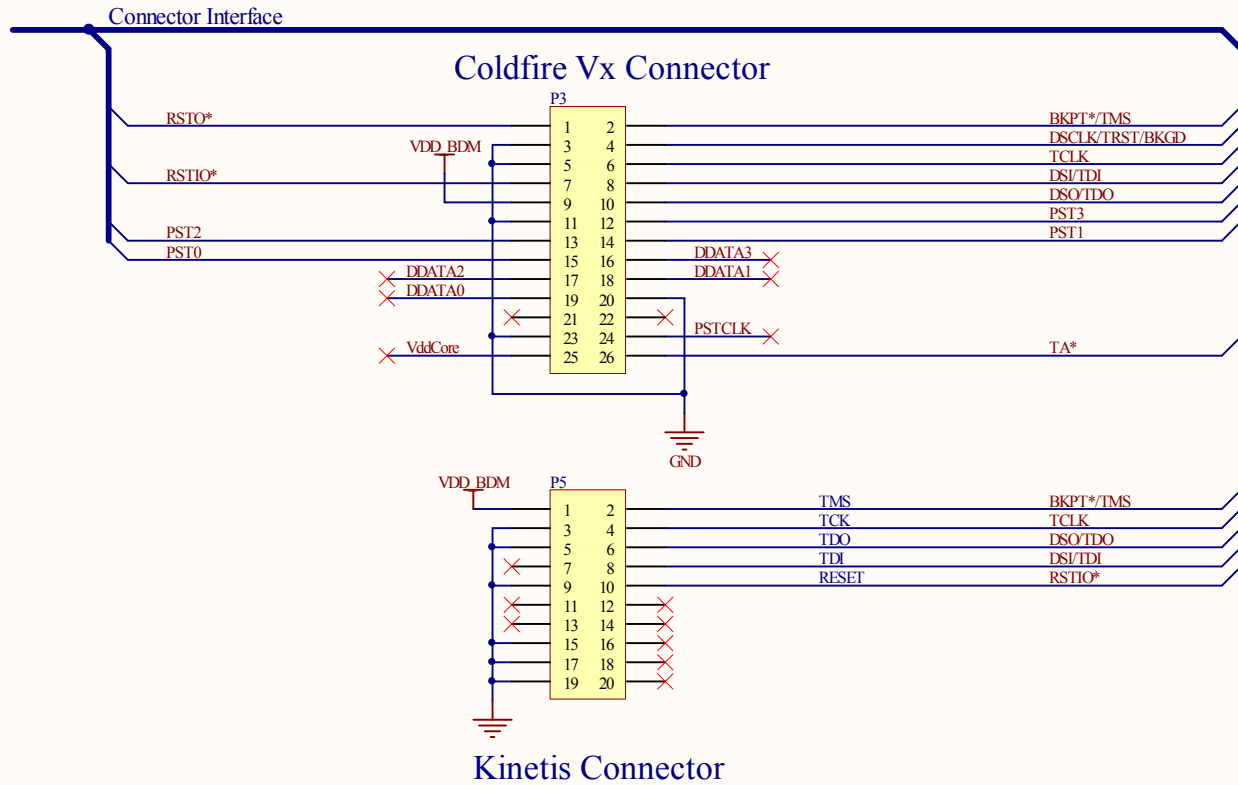 Connector Interface
Coldfire Vx Connector
P3
RSTO* 1 2 BKPT*/TMS
3 4 DSCLK/TRST/BKGD
VDD_BDM 5 6 TCLK
RSTIO* 7 8 DSI/TDI
9 10 DSO/TDO
11 12 PST3
PST2 13 14 PST1
PST0 15 16 DDATA3
DDATA2 17 18 DDATA1
DDATA0 19 20
21 22
23 24 PSTCLK
VddCore 25 26 TA*
GND
VDD_BDM P5
1 2 TMS BKPT*/TMS
3 4 TCK TCLK
5 6 TDO DSO/TDO
7 8 TDI DSI/TDI
9 10 RESET RSTIO*
11 12
13 14
15 16
17 18
19 20
Kinetis Connector